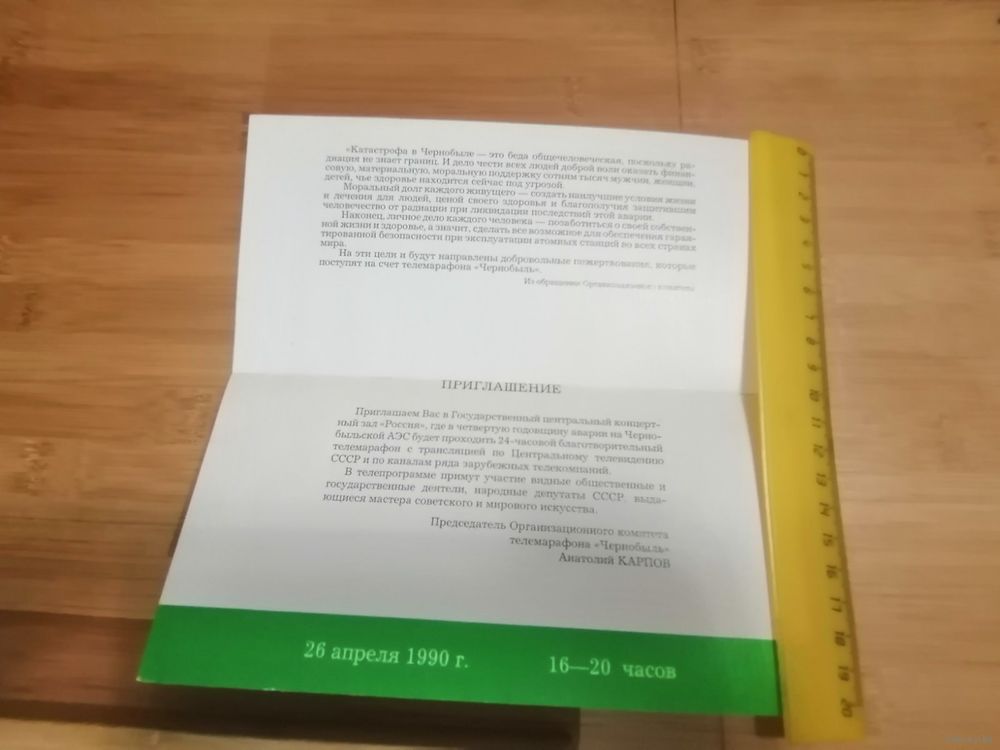 «Катастрофа в Чернобыле — это беда общечеловеческая, поскольку ра-
диация не знает границ. И дело чести всех людей доброй воли оказать финан-
совую, материальную, моральную поддержку сотням тысяч мужчин, женщин,
детей, чье здоровье находится сейчас под угрозой.
Моральный долг каждого живущего — создать наилучшие условия жизни
и лечения для людей, ценой своего здоровья и благополучия защитившим
человечество от радиации при ликвидации последствий этой аварии.
Наконец, личное дело каждого человека — позаботиться о своей собствен-
ной жизни и здоровье, а значит, сделать все возможное для обеспечения гаран-
тированной безопасности при эксплуатации атомных станций во всех странах
мира.
На эти цели и будут направлены добровольные пожертвования, которые
поступят на счет телемарафона «Чернобыль».
Из обращения Организационного комитета
ПРИГЛАШЕНИЕ
Приглашаем Вас в Государственный центральный концерт-
ный зал «Россия», где в четвертую годовщину аварии на Черно-
быльской АЭС будет проходить 24-часовой благотворительный
телемарафон с трансляцией по Центральному телевидению
СССР и по каналам ряда зарубежных телекомпаний.
В телепрограмме примут участие видные общественные и
государственные деятели, народные депутаты СССР, выда-
ющиеся мастера советского и мирового искусства.
Председатель Организационного комитета
телемарафона «Чернобыль»
Анатолий КАРПОВ
26 апреля 1990 г.
16—20 часов
0
1
2
3
4
5
6
7
8
9
10
11
12
13
14
15
16
17
18
19
20